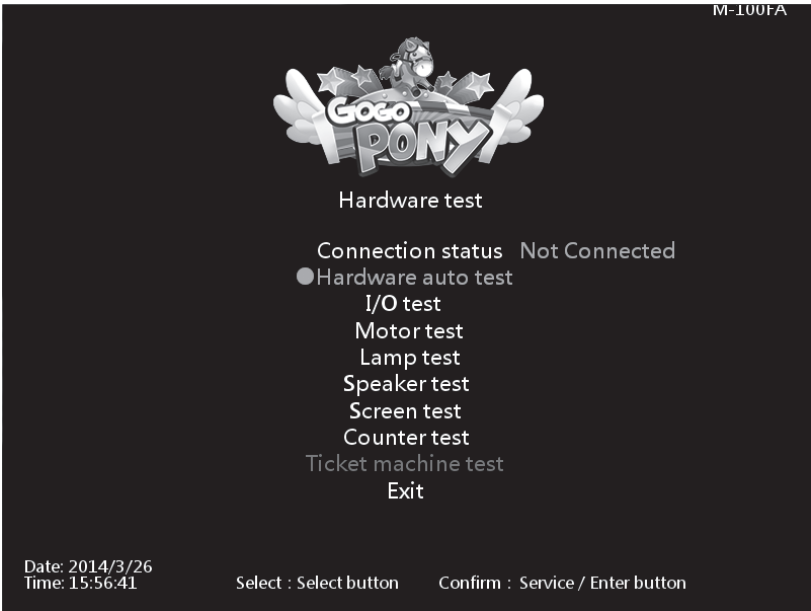 M-100FA
GOGO
PONY
Hardware test
Connection status Not Connected
Hardware auto test
I/O test
Motor test
Lamp test
Speaker test
Screen test
Counter test
Ticket machine test
Exit
Date: 2014/3/26
Time: 15:56:41 Select : Select button Confirm : Service / Enter button